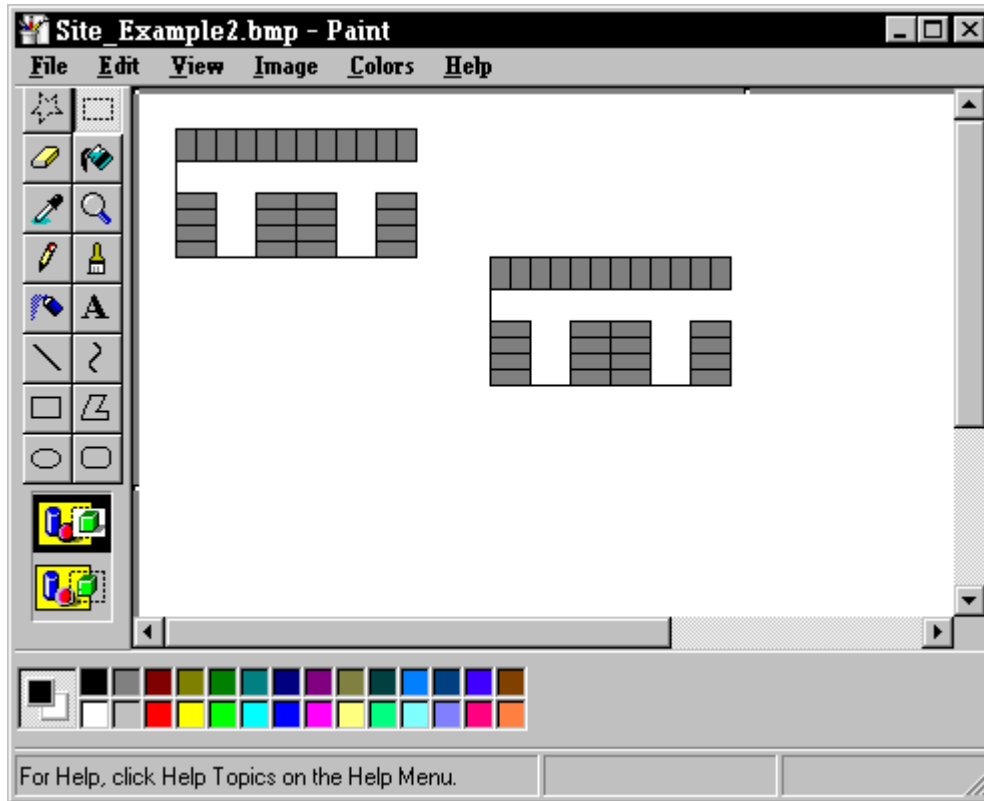 Site_Example2.bmp - Paint
File Edit View Image Colors Help
A
For Help, click Help Topics on the Help Menu.